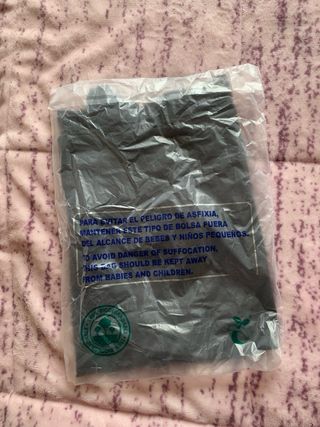 PARA EVITAR EL PELIGRO DE ASFIXIA,
MANTENER ESTE TIPO DE BOLSA FUERA
DEL ALCANCE DE BEBES Y NIÑOS PEQUEÑOS.
TO AVOID DANGER OF SUFFOCATION,
THIS BAG SHOULD BE KEPT AWAY
FROM BABIES AND CHILDREN.